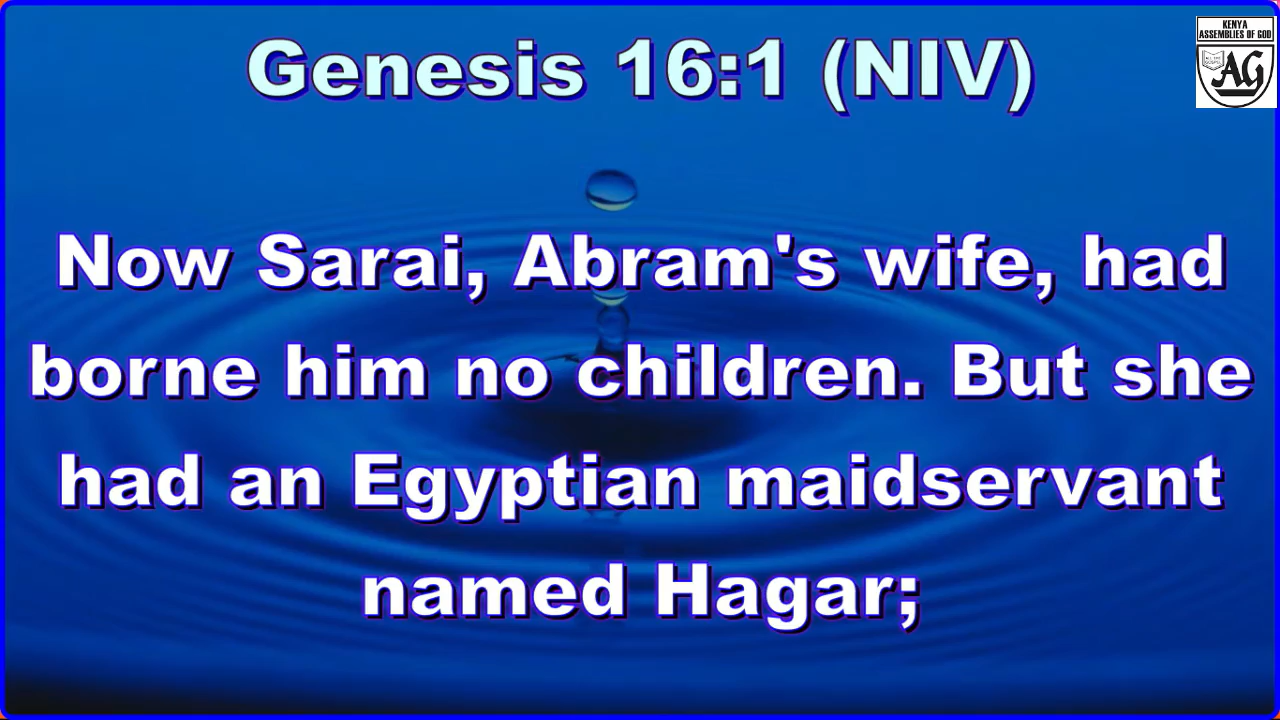 Genesis 16:1 (NIV)
KENYA
ASSEMBLIES OF GOD
AG
Now Sarai, Abram's wife, had
borne him no children. But she
had an Egyptian maidservant
named Hagar;